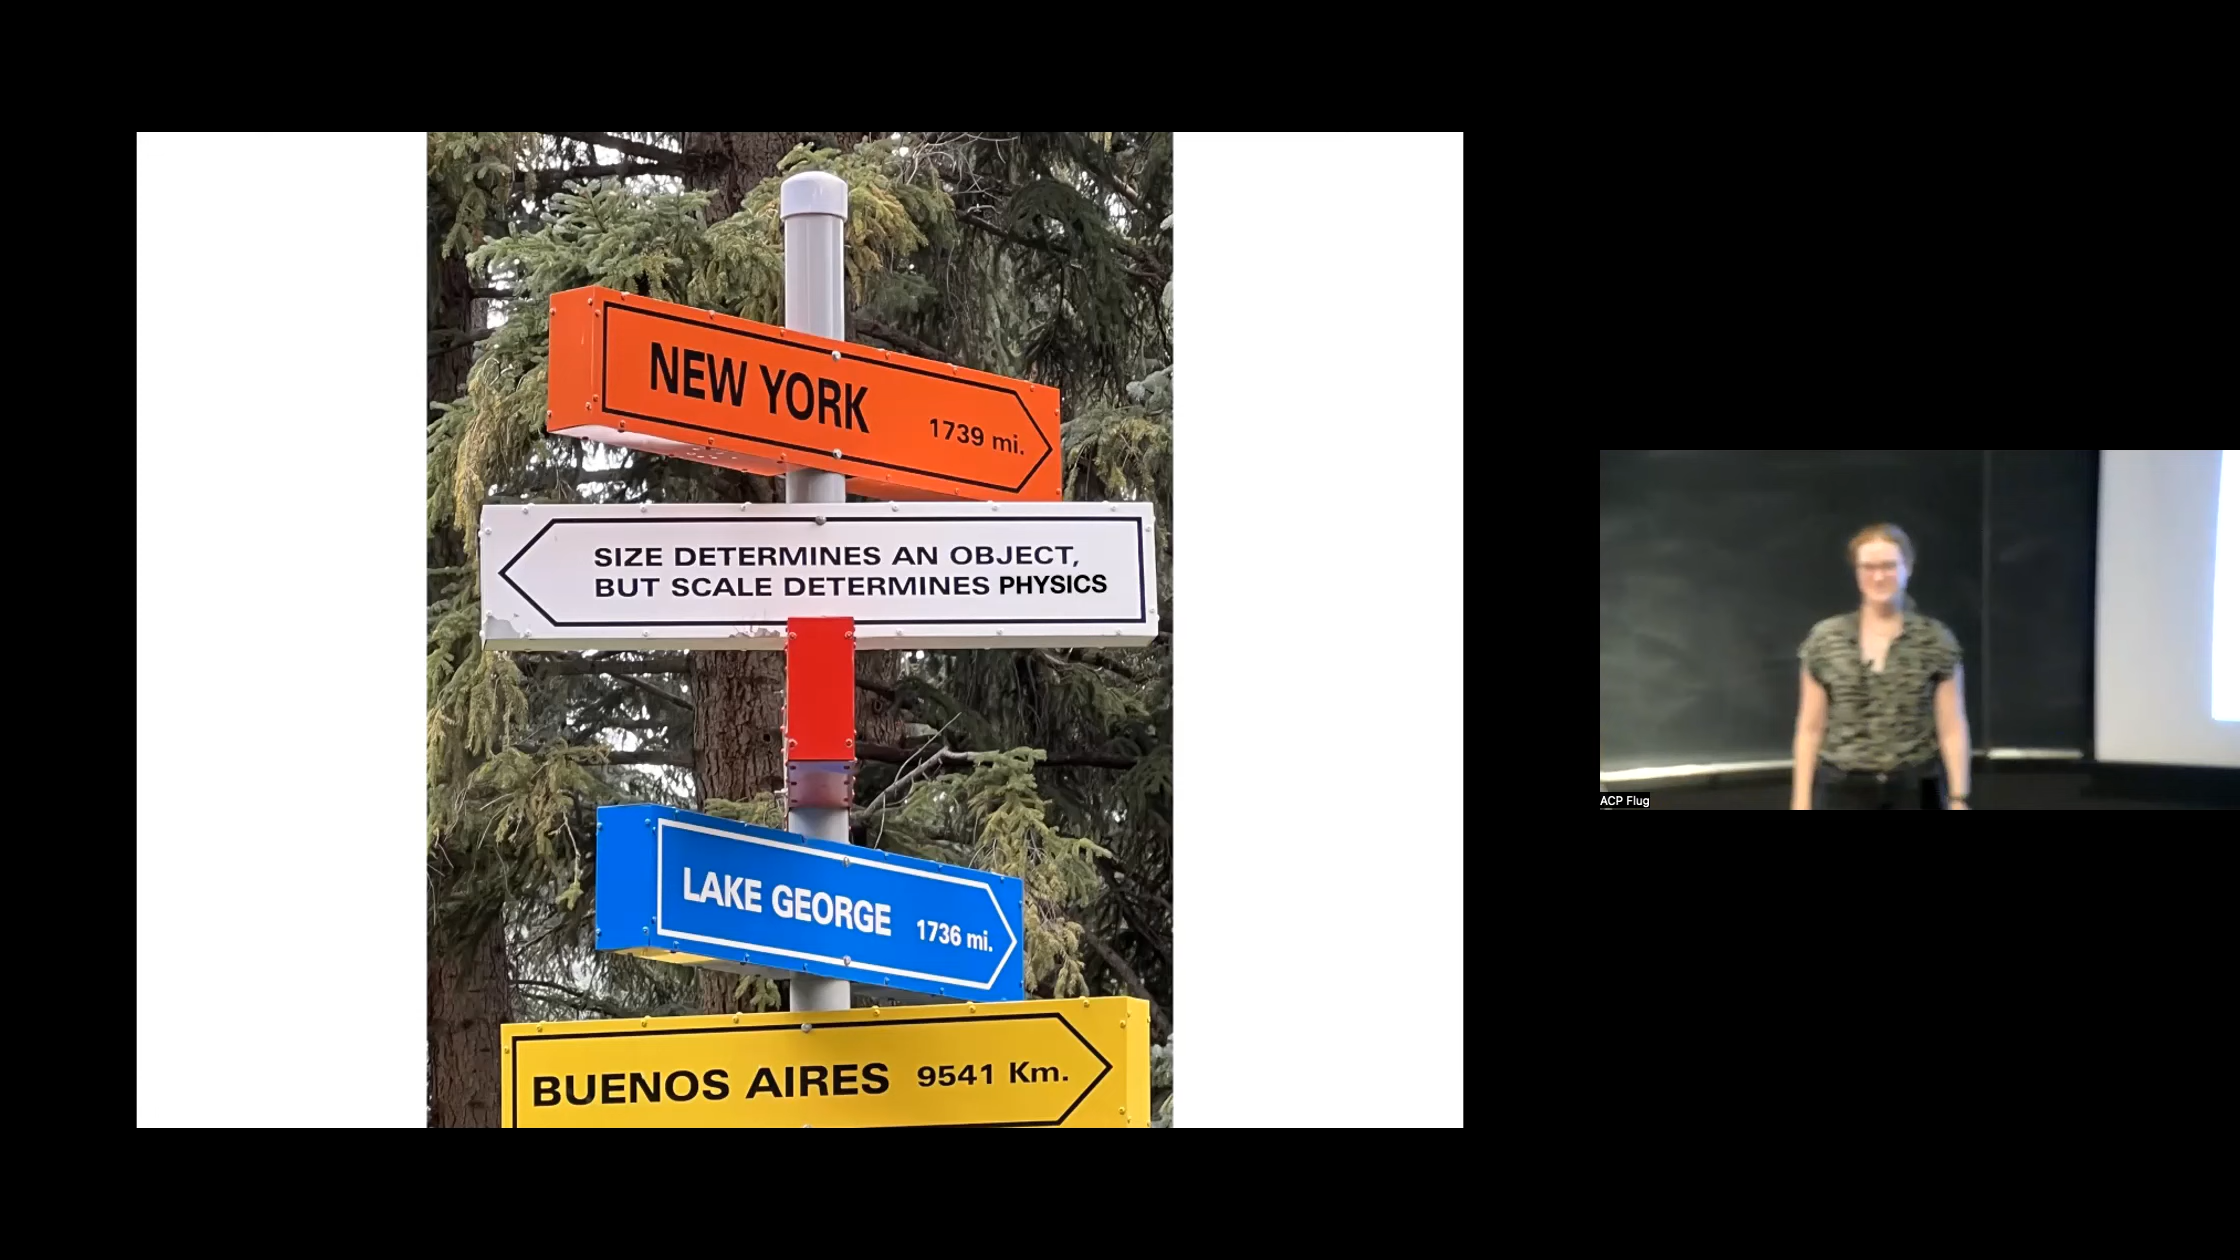 NEW YORK 1739 mi.
SIZE DETERMINES AN OBJECT,
BUT SCALE DETERMINES PHYSICS
LAKE GEORGE 1736 mi.
BUENOS AIRES 9541 Km.
ACP Flug